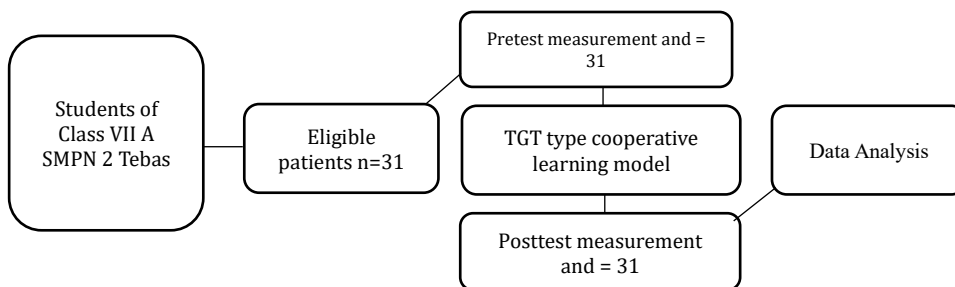 Students of
Class VII A
SMPN 2 Tebas
Eligible
patients n=31
Pretest measurement and =
31
TGT type cooperative
learning model
Posttest measurement
and = 31
Data Analysis